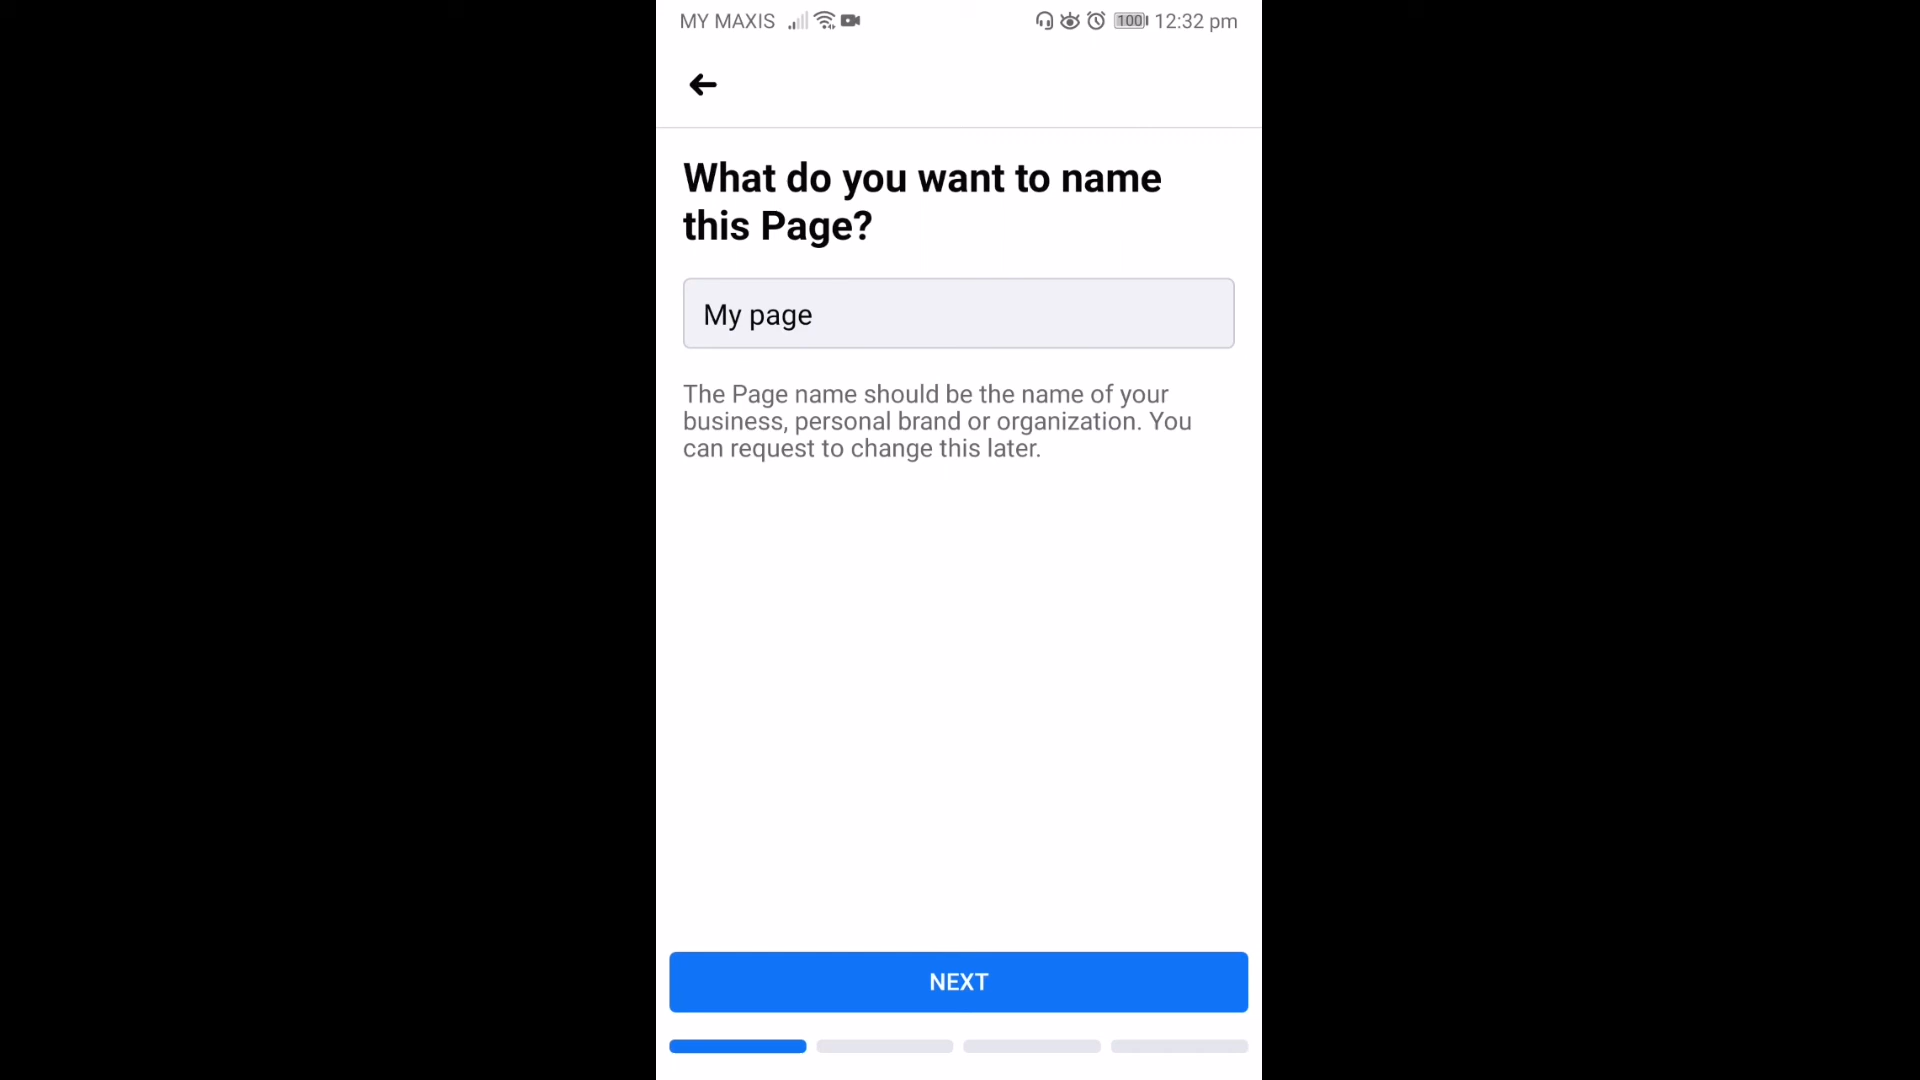 MY MAXIS 100 12:32 pm
What do you want to name
this Page?
My page
The Page name should be the name of your
business, personal brand or organization. You
can request to change this later.
NEXT